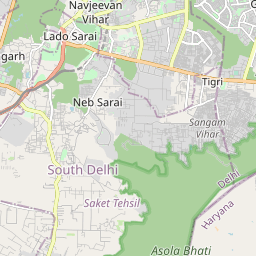 Navjeevan
Vihar
Lado Sarai
garh
Tigri
Neb Sarai
Sangam
Vihar
South Delhi
Delhi
Haryana
Saket Tehsil
Asola Bhati